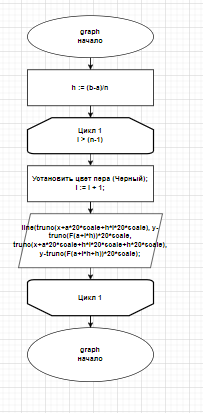 graph
начало
h := (b-a)/n
Цикл 1
i > (n-1)
Установить цвет пера (Черный);
i := i + 1;
line(trunc(x+a*20*scale+h*i*20*scale), y-
trunc(F(a+i*h))*20*scale,
trunc(x+a*20*scale+h*i*20*scale+h*20*scale),
y-trunc(F(a+i*h+h))*20*scale);
Цикл 1
graph
начало